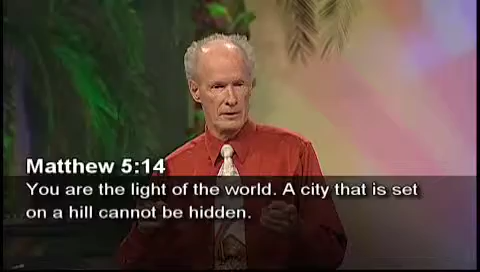 Matthew 5:14
You are the light of the world. A city that is set
on a hill cannot be hidden.